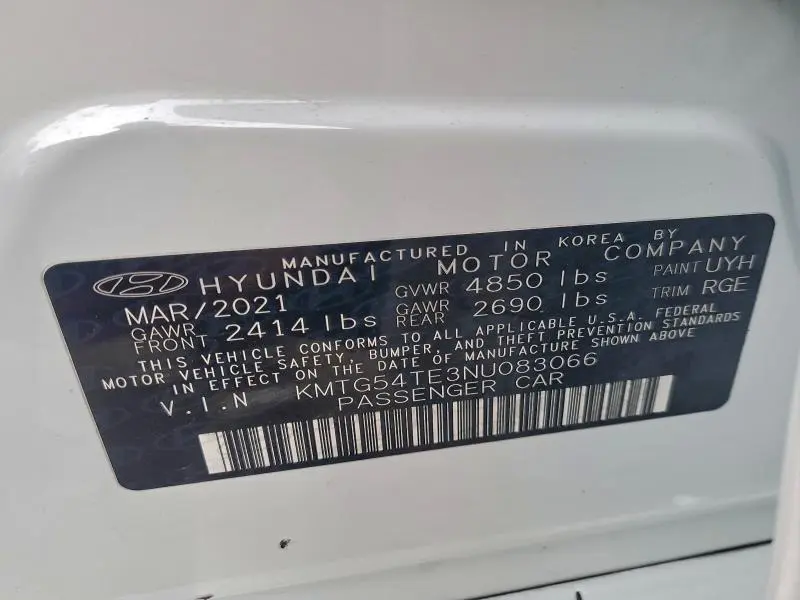 MANUFACTURED IN KOREA BY
HYUNDAI MOTOR COMPANY
MAR/2021 GVWR 4850 lbs PAINT UYH
GAWR FRONT 2414 lbs GAWR REAR 2690 lbs TRIM RGE
THIS VEHICLE CONFORMS TO ALL APPLICABLE U.S.A. FEDERAL
MOTOR VEHICLE SAFETY, BUMPER, AND THEFT PREVENTION STANDARDS
IN EFFECT ON THE DATE OF MANUFACTURE SHOWN ABOVE
V.I.N KMTG54TE3NU083066
PASSENGER CAR